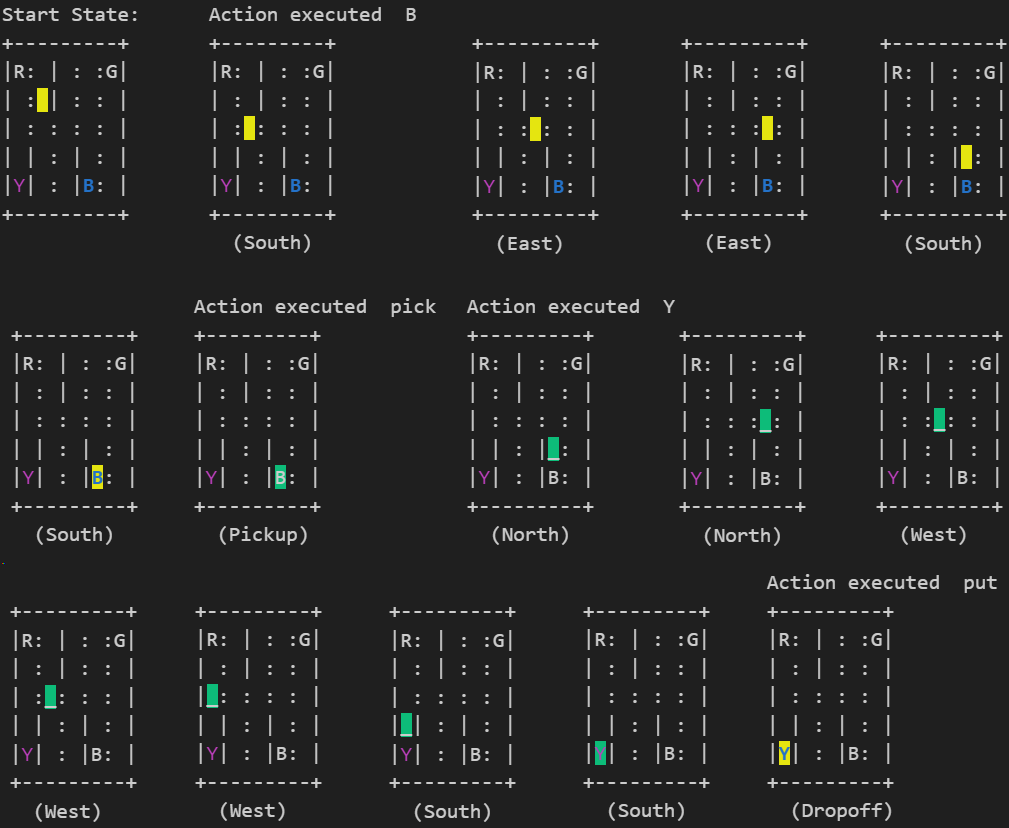 Start State: Action executed  B
+---------+ +---------+ +---------+ +---------+ +---------+
|R: | : :G| |R: | : :G| |R: | : :G| |R: | : :G| |R: | : :G|
| : | : : | | : | : : | | : | : : | | : | : : | | : | : : |
| : : : : | | : : : : | | : : : : | | : : : : | | : : : : |
| | : | : | | | : | : | | | : | : | | | : | : | | | : | : |
|Y| : |B: | |Y| : |B: | |Y| : |B: | |Y| : |B: | |Y| : |B: |
+---------+ +---------+ +---------+ +---------+ +---------+
(South) (East) (East) (South)
Action executed  pick Action executed  Y
+---------+ +---------+ +---------+ +---------+ +---------+
|R: | : :G| |R: | : :G| |R: | : :G| |R: | : :G| |R: | : :G|
| : | : : | | : | : : | | : | : : | | : | : : | | : | : : |
| : : : : | | : : : : | | : : : : | | : : :_: | | : :_: : |
| | : | : | | | : | : | | | : |_: | | | : | : | | | : | : |
|Y| : |B: | |Y| : |B: | |Y| : |B: | |Y| : |B: | |Y| : |B: |
+---------+ +---------+ +---------+ +---------+ +---------+
(South) (Pickup) (North) (North) (West)
Action executed  put
+---------+ +---------+ +---------+ +---------+ +---------+
|R: | : :G| |R: | : :G| |R: | : :G| |R: | : :G| |R: | : :G|
| : | : : | | : | : : | | : | : : | | : | : : | | : | : : |
| :_: : : | |_: : : : | | : : : : | | : : : : | | : : : : |
| | : | : | | | : | : | |_| : | : | | | : | : | | | : | : |
|Y| : |B: | |Y| : |B: | |Y| : |B: | |Y| : |B: | |Y| : |B: |
+---------+ +---------+ +---------+ +---------+ +---------+
(West) (West) (South) (South) (Dropoff)